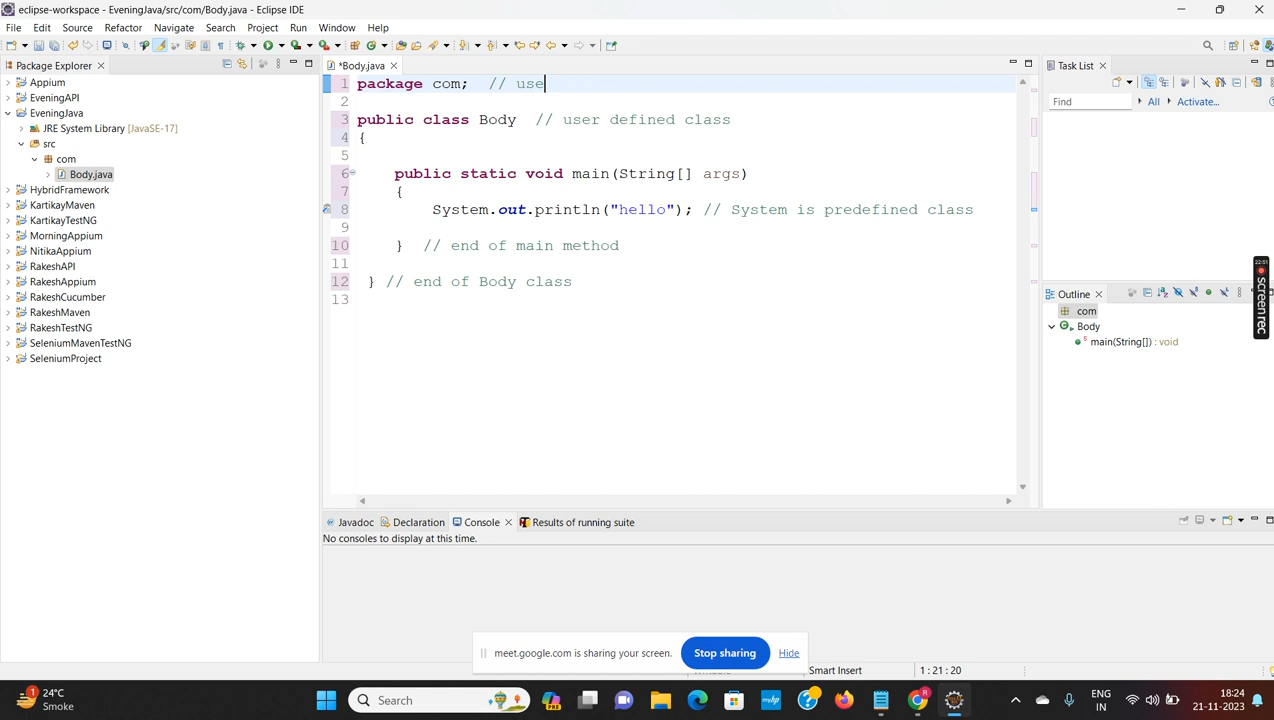 eclipse-workspace - EveningJava/src/com/Body.java - Eclipse IDE
File Edit Source Refactor Navigate Search Project Run Window Help
Package Explorer
Appium
EveningAPI
EveningJava
JRE System Library [JavaSE-17]
src
com
Body.java
HybridFramework
KartikayMaven
KartikayTestNG
MorningAppium
NitikaAppium
RakeshAPI
RakeshAppium
RakeshCucumber
RakeshMaven
RakeshTestNG
SeleniumMavenTestNG
SeleniumProject
*Body.java
1 package com; // use
2
3 public class Body // user defined class
4 {
5
6 public static void main(String[] args)
7 {
8 System.out.println("hello"); // System is predefined class
9
10 } // end of main method
11
12 } // end of Body class
13
Task List
Find All Activate...
Outline
com
Body
main(String[]) : void
22:51
screen rec
Javadoc Declaration Console Results of running suite
No consoles to display at this time.
meet.google.com is sharing your screen. Stop sharing Hide
Smart Insert 1 : 21 : 20
1
24°C
Smoke
Search
ENG
IN
18:24
21-11-2023